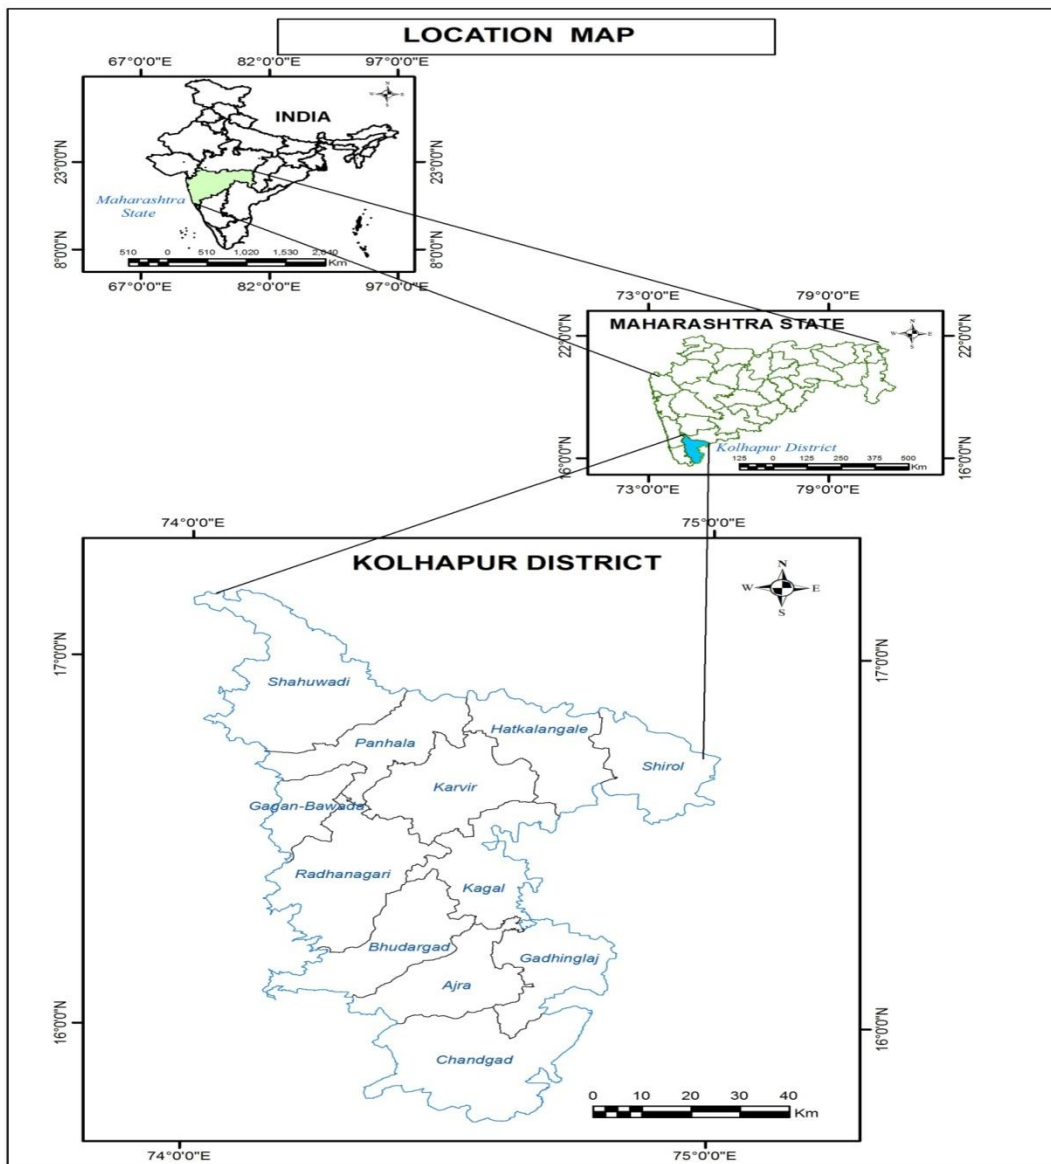 LOCATION MAP
67°0'0"E 82°0'0"E 97°0'0"E
N
W E
S
INDIA
23°0'0"N 23°0'0"N
Maharashtra
State
8°0'0"N 8°0'0"N
510 0 510 1,020 1,530 2,040
Km
67°0'0"E 82°0'0"E 97°0'0"E
73°0'0"E 79°0'0"E
MAHARASHTRA STATE
N
W E
S
22°0'0"N 22°0'0"N
Kolhapur District
16°0'0"N 16°0'0"N
125 0 125 250 375 500
Km
73°0'0"E 79°0'0"E
74°0'0"E 75°0'0"E
KOLHAPUR DISTRICT
N
W E
S
17°0'0"N 17°0'0"N
Shahuwadi
Hatkalangale
Panhala
Shirol
Karvir
Gagan-Bawada
Radhanagari
Kagal
Bhudargad
Gadhinglaj
Ajra
16°0'0"N 16°0'0"N
Chandgad
0 10 20 30 40
Km
74°0'0"E 75°0'0"E